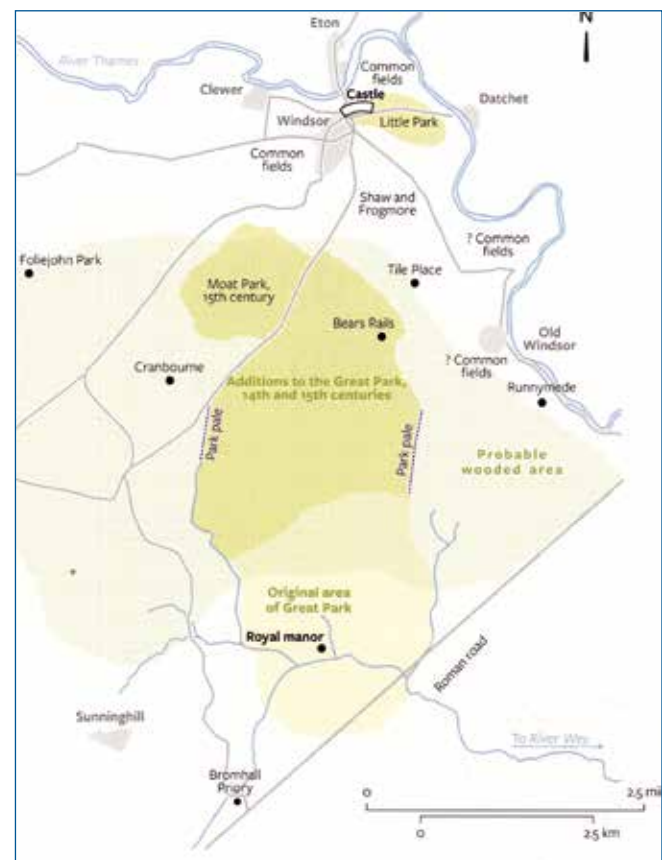 N
Eton
River Thames
Common
fields
Clewer
Castle
Datchet
Windsor
Little Park
Common
fields
Shaw and
Frogmore
? Common
fields
Foliejohn Park
Moat Park,
15th century
Tile Place
Bears Rails
Old
Windsor
? Common
fields
Cranbourne
Additions to the Great Park,
14th and 15th centuries
Runnymede
Park pale
Park pale
Probable
wooded area
Original area
of Great Park
Royal manor
Roman road
Sunninghill
To River Wey
Bromhall
Priory
0
2.5 mi
0
2.5 km